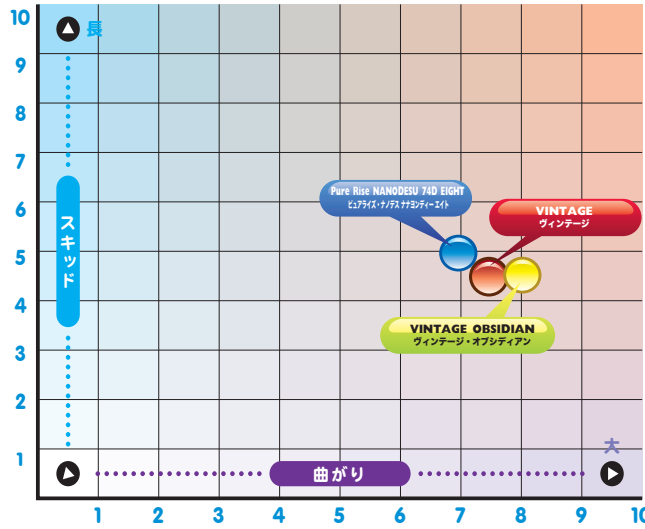 10
長
9
8
7
Pure Rise NANODESU 74D EIGHT
ピュアライズ・ナノデス ナナヨンディーエイト
6
VINTAGE
ヴィンテージ
スキッド
5
4
VINTAGE OBSIDIAN
ヴィンテージ・オブシディアン
3
2
大
1
曲がり
1 2 3 4 5 6 7 8 9 10